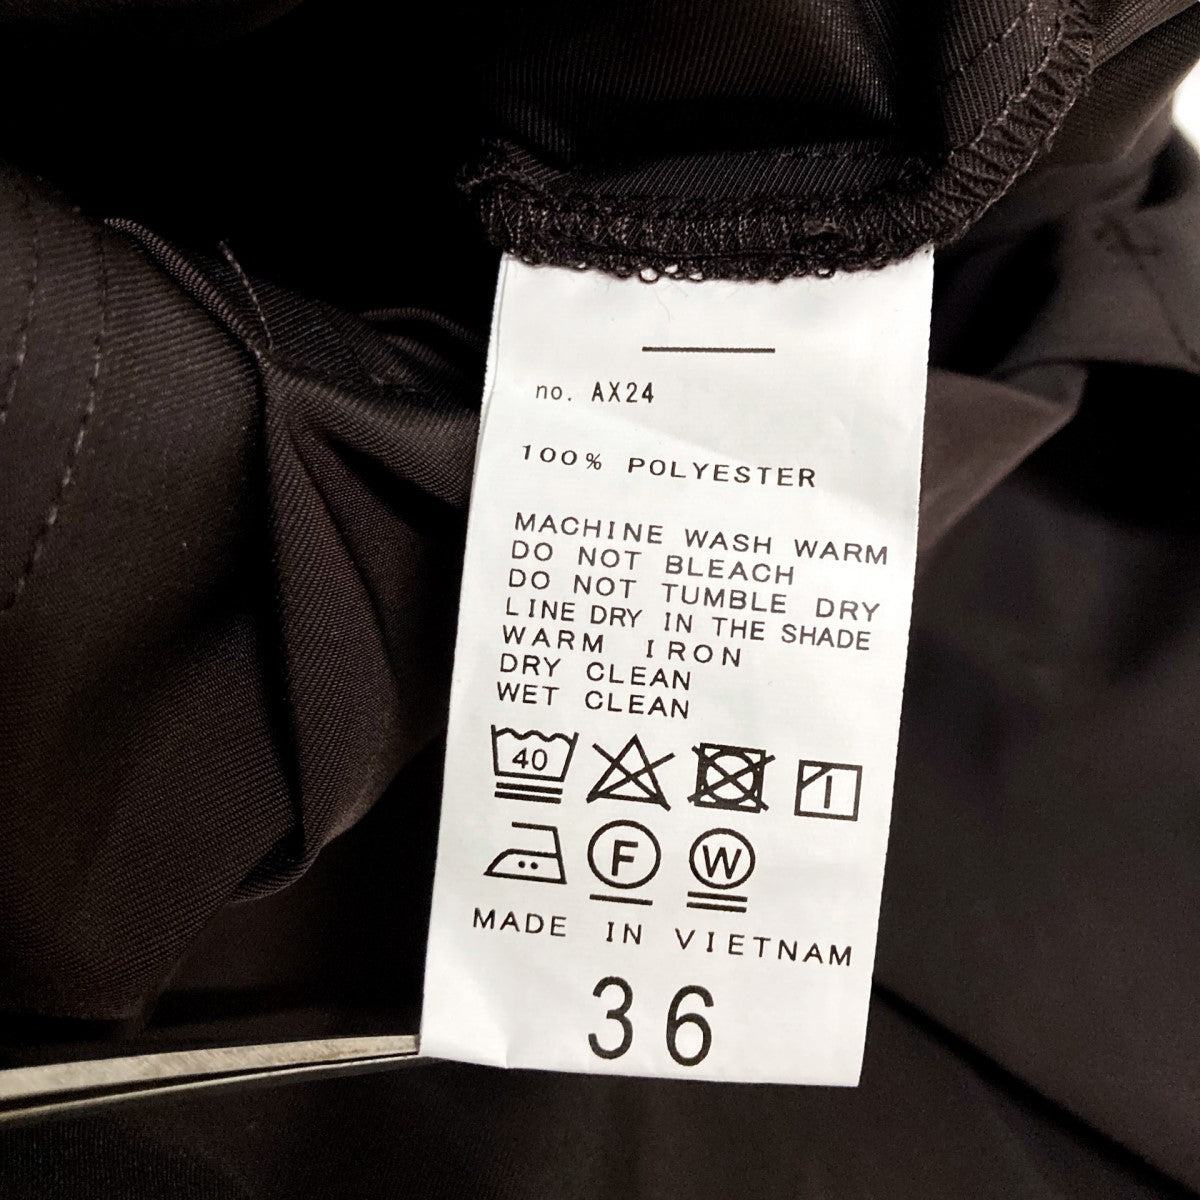 no. AX24
100% POLYESTER
MACHINE WASH WARM
DO NOT BLEACH
DO NOT TUMBLE DRY
LINE DRY IN THE SHADE
WARM IRON
DRY CLEAN
WET CLEAN
40
F W
MADE IN VIETNAM
36